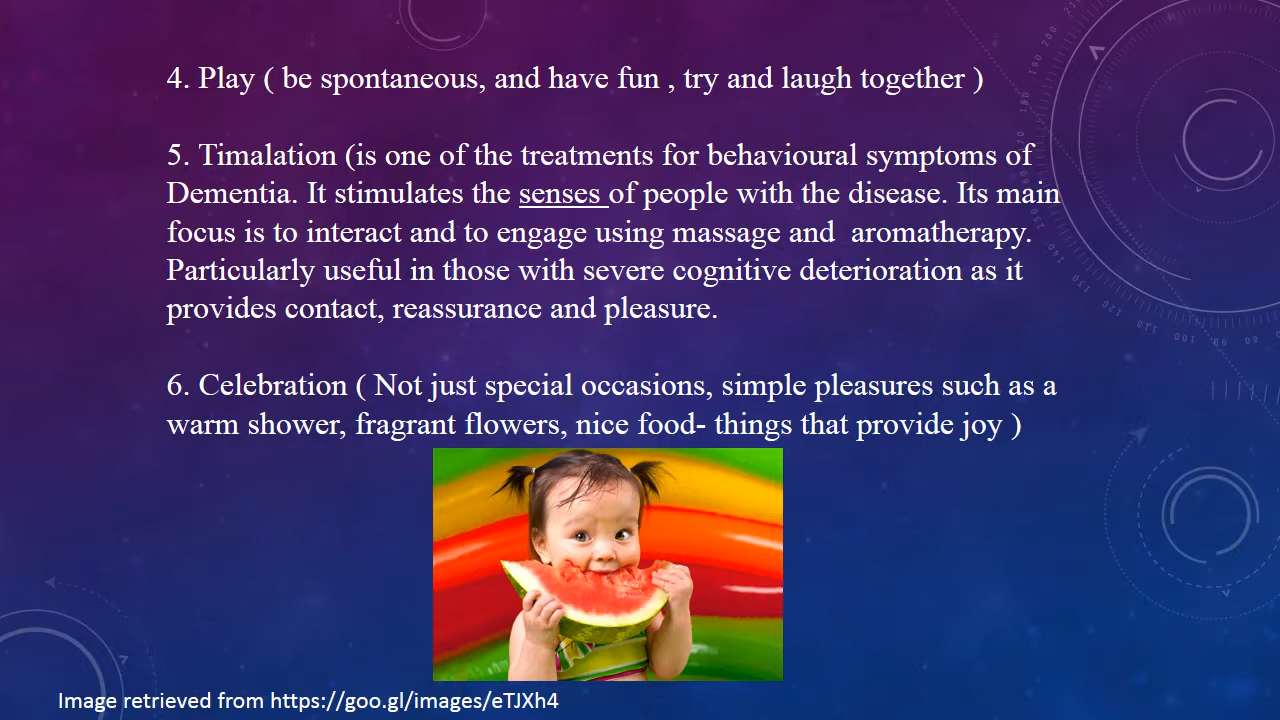 4. Play ( be spontaneous, and have fun , try and laugh together )
5. Timalation (is one of the treatments for behavioural symptoms of
Dementia. It stimulates the senses of people with the disease. Its main
focus is to interact and to engage using massage and  aromatherapy.
Particularly useful in those with severe cognitive deterioration as it
provides contact, reassurance and pleasure.
6. Celebration ( Not just special occasions, simple pleasures such as a
warm shower, fragrant flowers, nice food- things that provide joy )
Image retrieved from https://goo.gl/images/eTJXh4